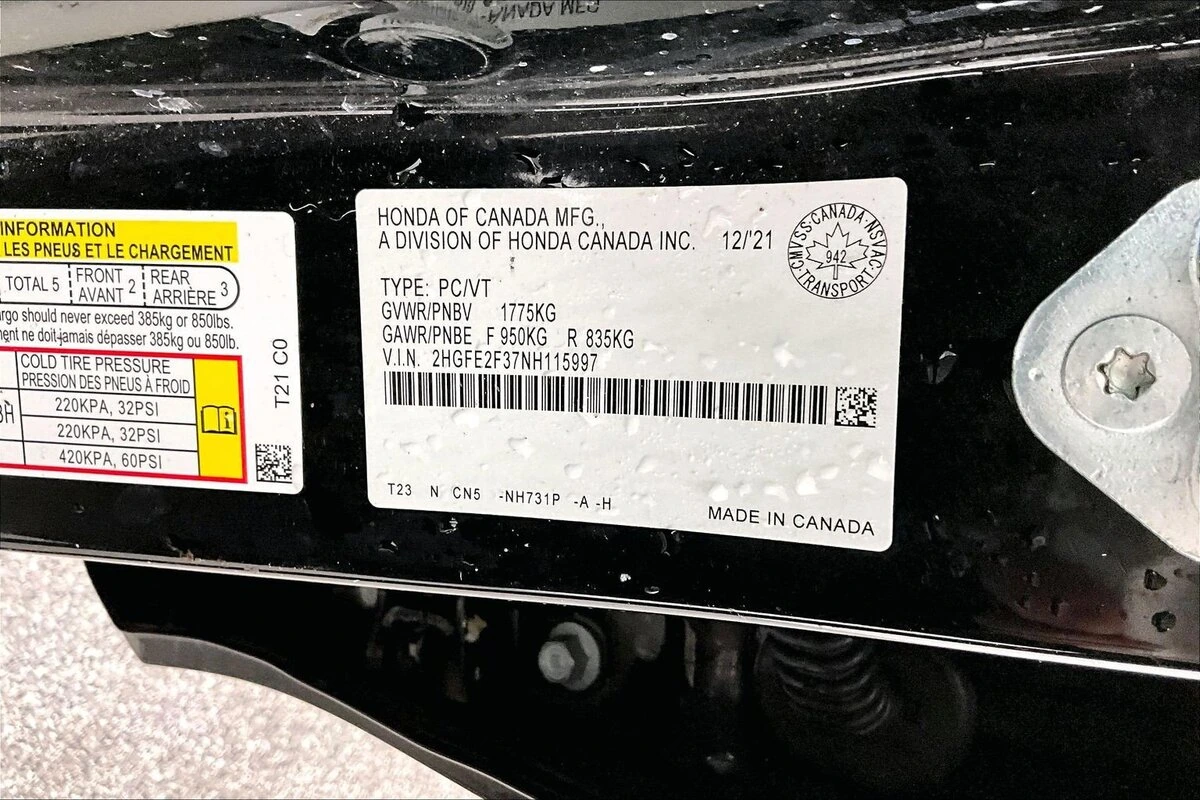 INFORMATION
LES PNEUS ET LE CHARGEMENT
TOTAL 5
FRONT
AVANT 2
REAR
ARRIÈRE 3
should never exceed 385kg or 850lbs.
ne doit jamais dépasser 385kg ou 850lb.
COLD TIRE PRESSURE
PRESSION DES PNEUS À FROID
220KPA, 32PSI
220KPA, 32PSI
420KPA, 60PSI
T21 C0
HONDA OF CANADA MFG.,
A DIVISION OF HONDA CANADA INC. 12/'21
CMVSS·CANADA·NSVAC·TRANSPORT
942
TYPE: PC/VT
GVWR/PNBV 1775KG
GAWR/PNBE F 950KG R 835KG
V.I.N. 2HGFE2F37NH115997
T23 N CN5 -NH731P -A -H
MADE IN CANADA